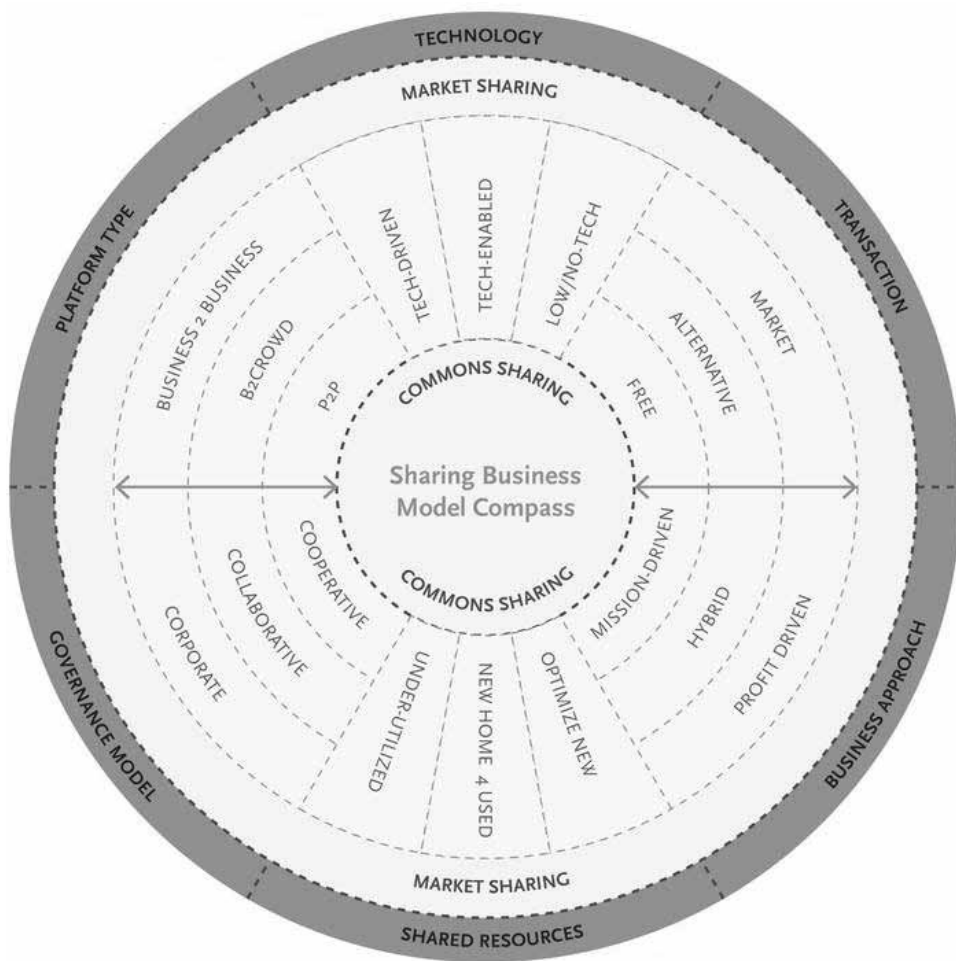 TECHNOLOGY
MARKET SHARING
PLATFORM TYPE
TRANSACTION
BUSINESS 2 BUSINESS
B2CROWD
P2P
TECH-DRIVEN
TECH-ENABLED
LOW/NO-TECH
FREE
ALTERNATIVE
MARKET
COMMONS SHARING
Sharing Business
Model Compass
COMMONS SHARING
GOVERNANCE MODEL
CORPORATE
COLLABORATIVE
COOPERATIVE
UNDER-UTILIZED
NEW HOME 4 USED
OPTIMIZE NEW
MISSION-DRIVEN
HYBRID
PROFIT DRIVEN
BUSINESS APPROACH
MARKET SHARING
SHARED RESOURCES